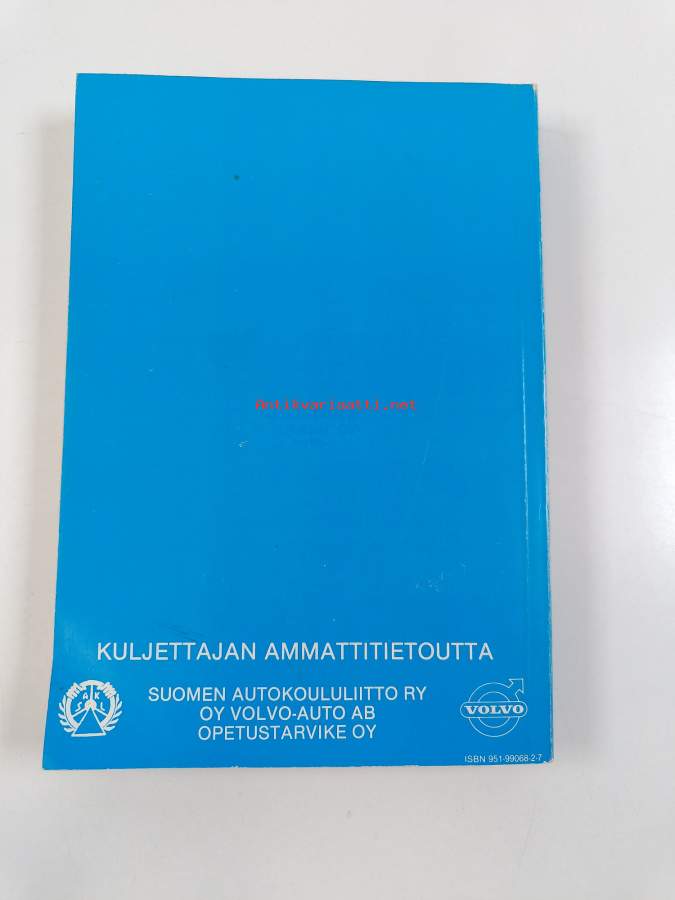 Antikvariaatti.net
KULJETTAJAN AMMATTITIETOUTTA
SUOMEN AUTOKOULULIITTO RY
OY VOLVO-AUTO AB
OPETUSTARVIKE OY
SAKL
VOLVO
ISBN 951-99068-2-7